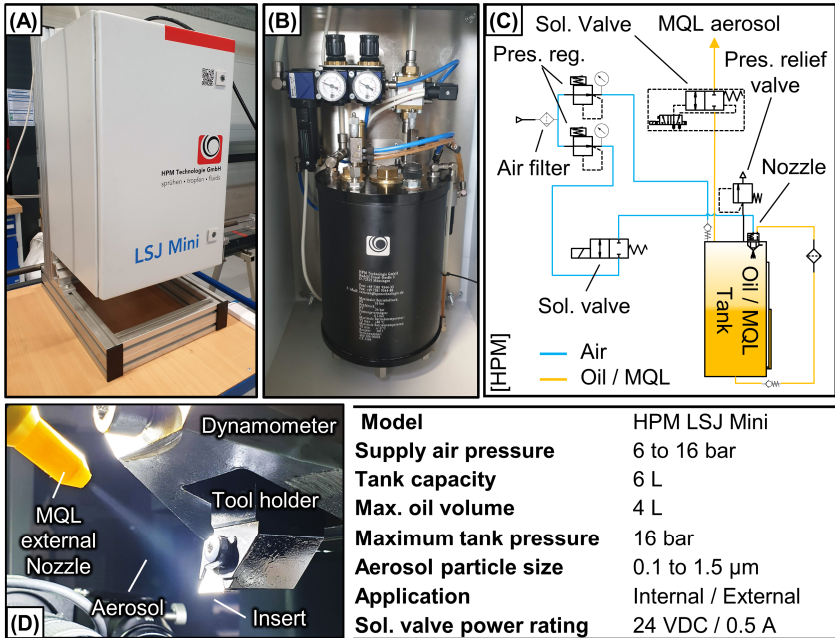 (A)
HPM Technologie GmbH
sprühen • tropfen • fluids
LSJ Mini
(B)
HPM Technologie GmbH
(C)
Sol. Valve
MQL aerosol
Pres. reg.
Pres. relief
valve
Air filter
Nozzle
Sol. valve
Oil / MQL
Tank
[HPM]
Air
Oil / MQL
(D)
Dynamometer
Tool holder
MQL
external
Nozzle
Aerosol
Insert
Model HPM LSJ Mini
Supply air pressure 6 to 16 bar
Tank capacity 6 L
Max. oil volume 4 L
Maximum tank pressure 16 bar
Aerosol particle size 0.1 to 1.5 µm
Application Internal / External
Sol. valve power rating 24 VDC / 0.5 A